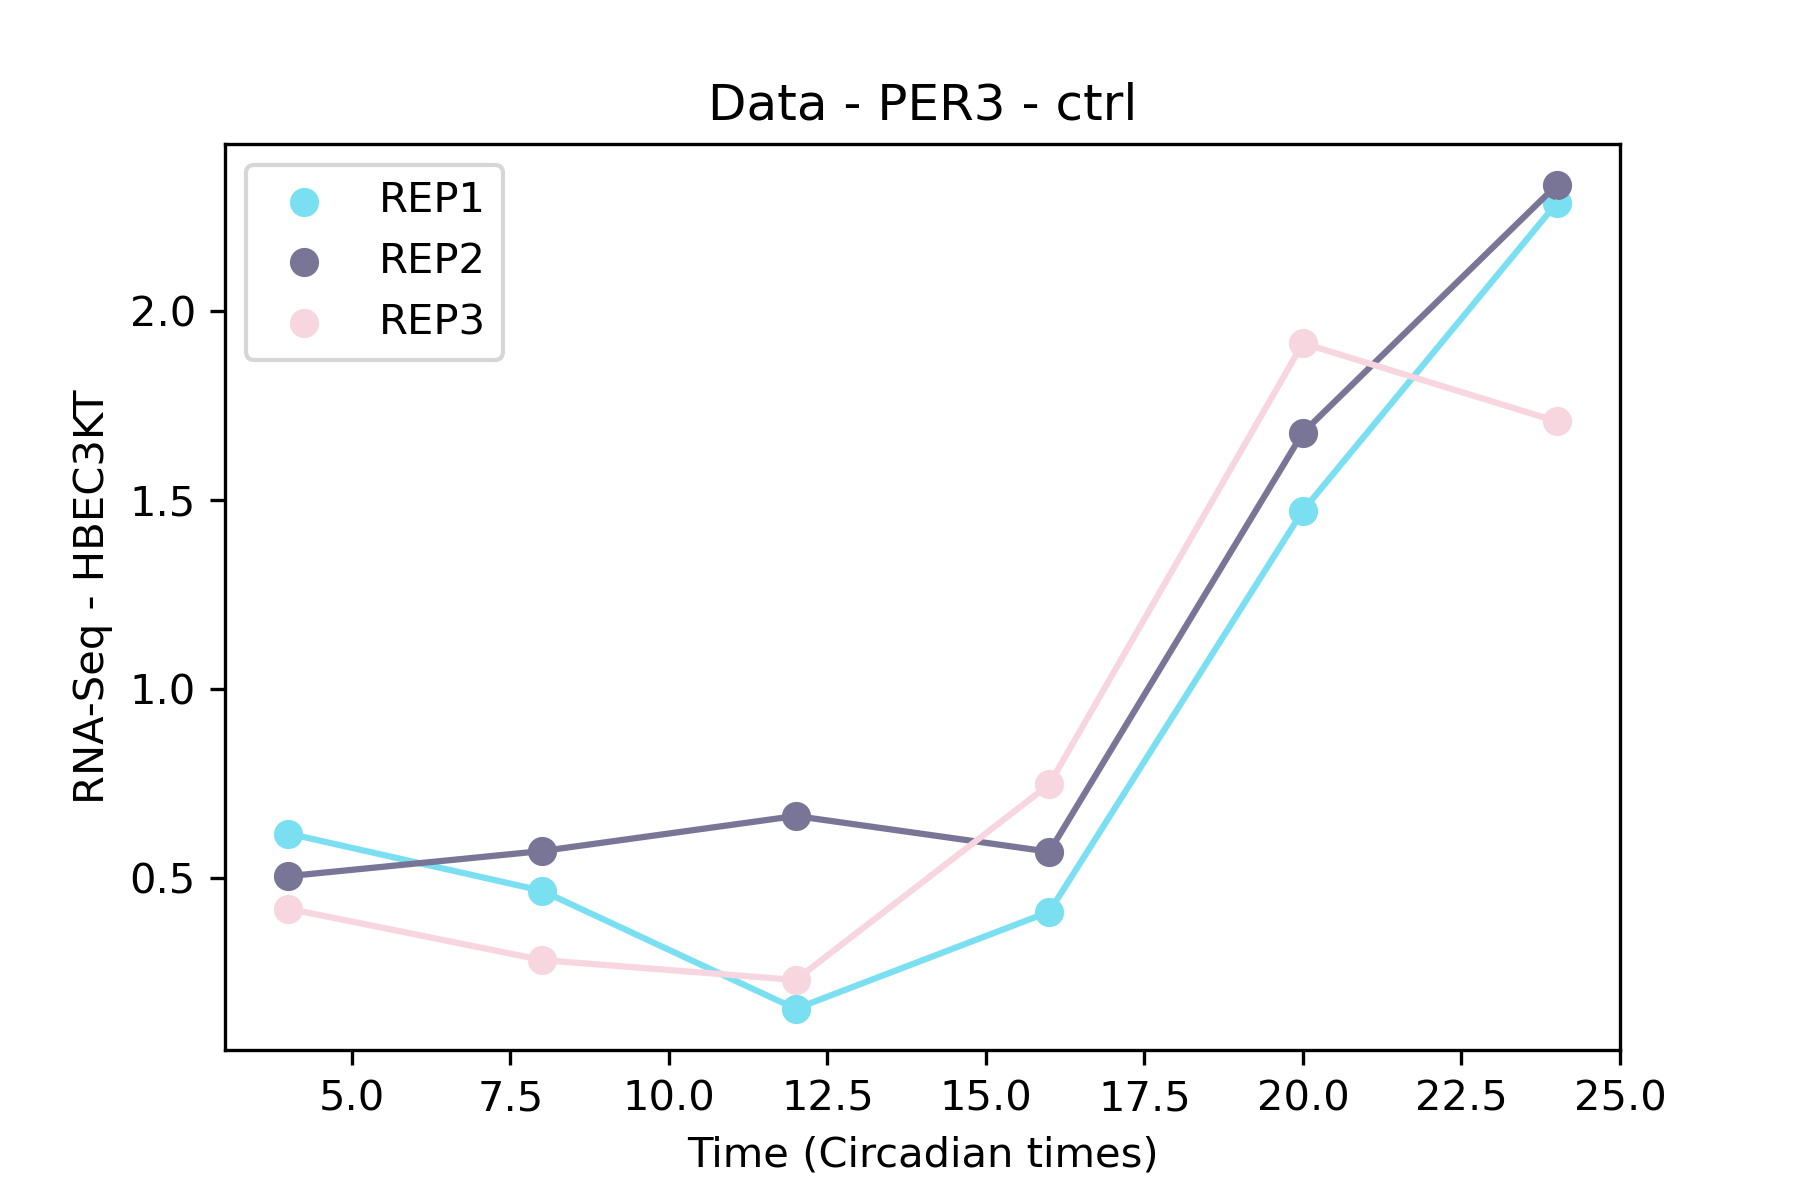 Data - PER3 - ctrl
REP1
REP2
REP3
RNA-Seq - HBEC3KT
2.0
1.5
1.0
0.5
5.0 7.5 10.0 12.5 15.0 17.5 20.0 22.5 25.0
Time (Circadian times)